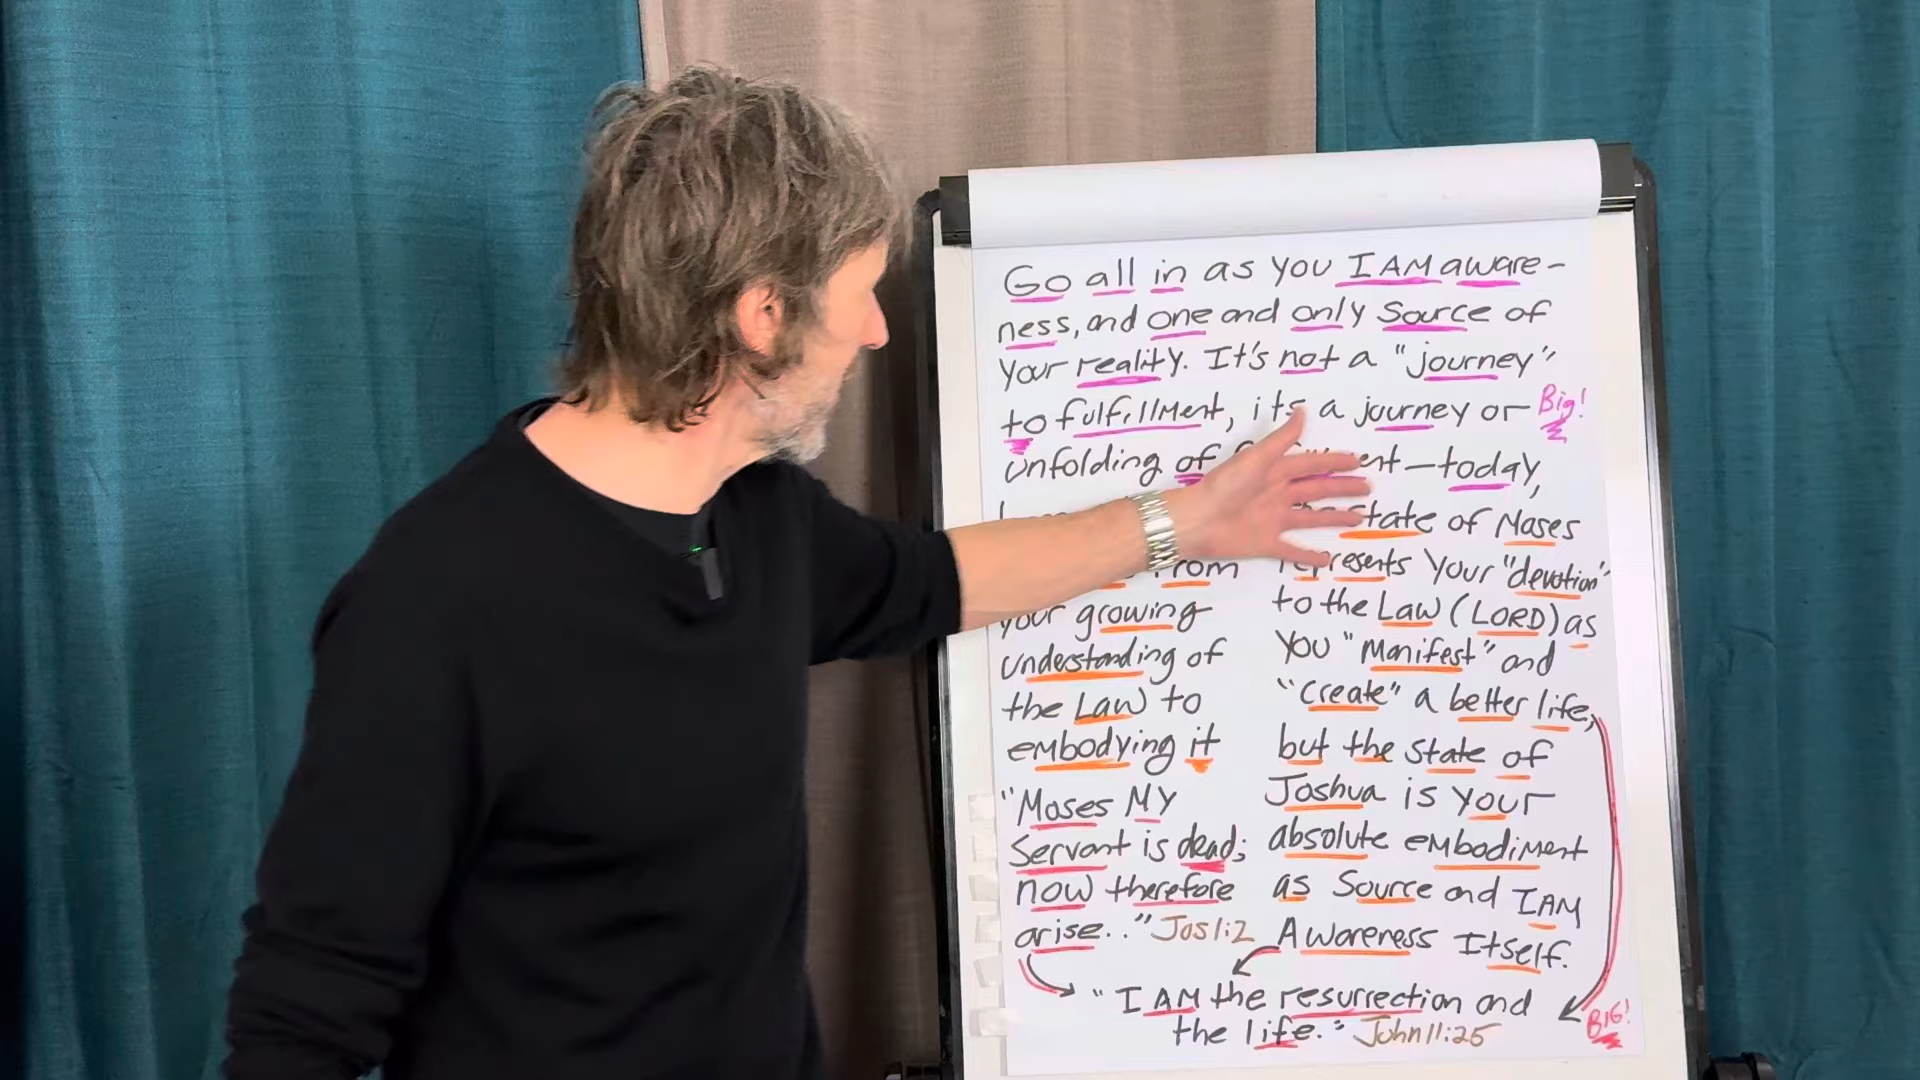 Go all in as you I AM aware-
ness, and one and only Source of
your reality. It's not a "journey"
to fulfillment, its a journey or
Big!
unfolding of — today,
from
your growing
understanding of
the Law to
embodying it
"Moses My
Servant is dead;
now therefore
arise.." Jos1:2
State of Moses
represents your "devotion"
to the Law (LORD) as
you "Manifest" and
"Create" a better life,
but the state of
Joshua is your
absolute embodiment
as Source and I AM
Awareness Itself.
"I AM the resurrection and
the life." John 11:25
BIG!